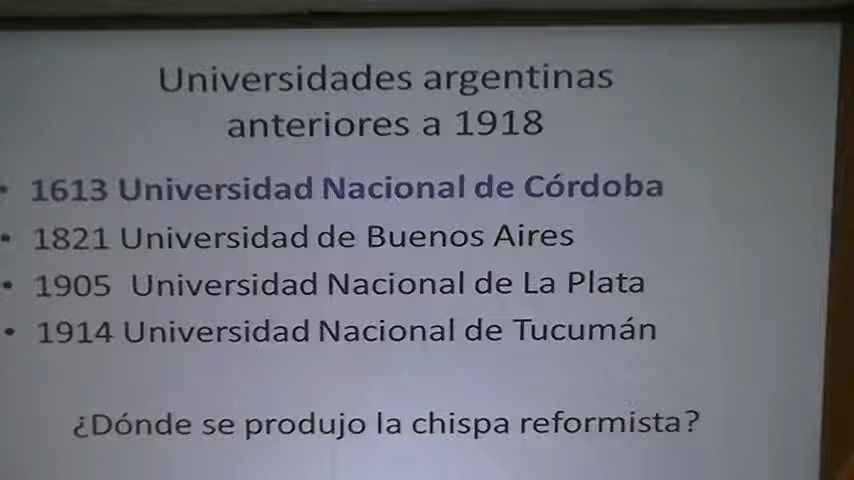 Universidades argentinas
anteriores a 1918
• 1613 Universidad Nacional de Córdoba
• 1821 Universidad de Buenos Aires
• 1905 Universidad Nacional de La Plata
• 1914 Universidad Nacional de Tucumán
¿Dónde se produjo la chispa reformista?